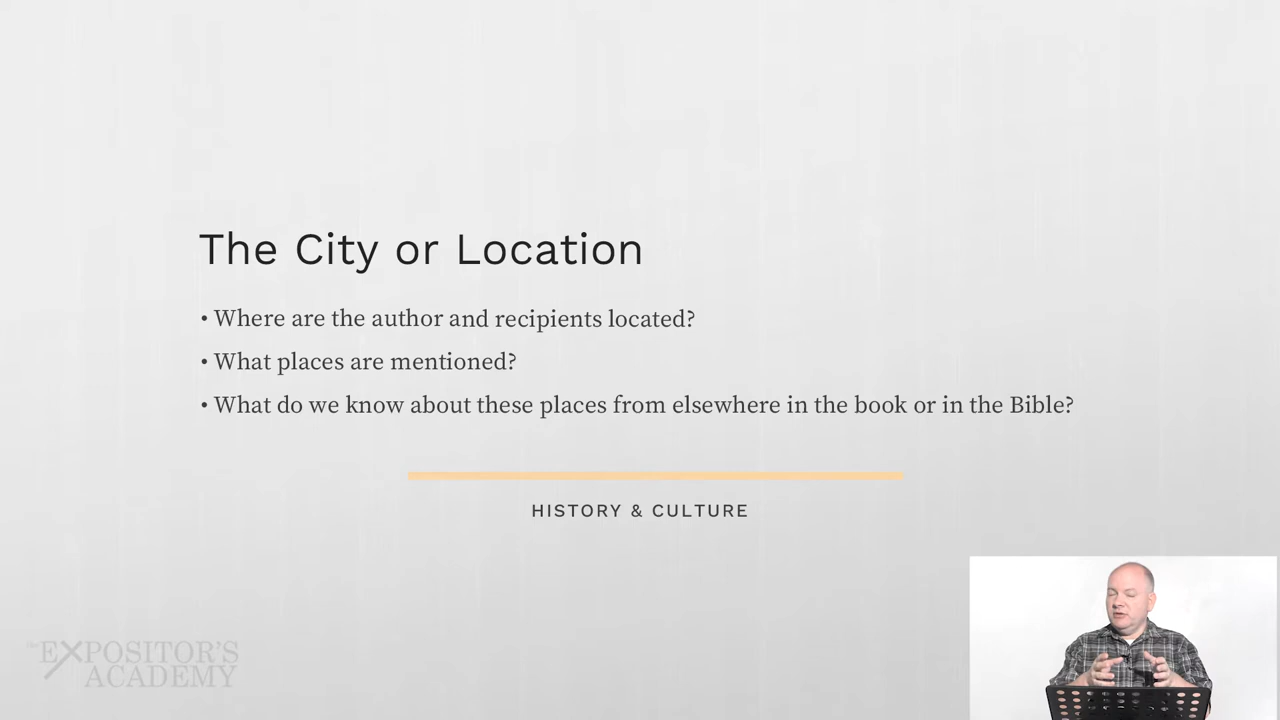 The City or Location
• Where are the author and recipients located?
• What places are mentioned?
• What do we know about these places from elsewhere in the book or in the Bible?
HISTORY & CULTURE
the EXPOSITOR'S
ACADEMY